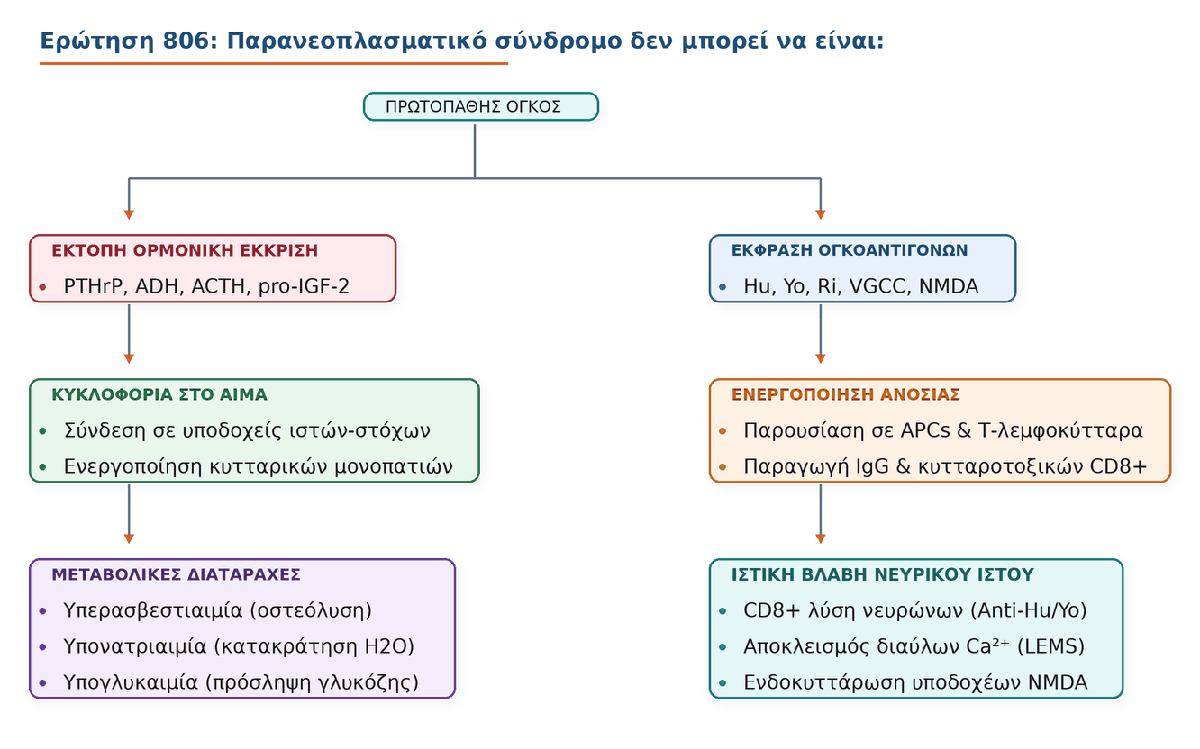 Ερώτηση 806: Παρανεοπλασματικό σύνδρομο δεν μπορεί να είναι:
ΠΡΩΤΟΠΑΘΗΣ ΟΓΚΟΣ
ΕΚΤΟΠΗ ΟΡΜΟΝΙΚΗ ΕΚΚΡΙΣΗ
• PTHrP, ADH, ACTH, pro-IGF-2
ΕΚΦΡΑΣΗ ΟΓΚΟΑΝΤΙΓΟΝΩΝ
• Hu, Yo, Ri, VGCC, NMDA
ΚΥΚΛΟΦΟΡΙΑ ΣΤΟ ΑΙΜΑ
• Σύνδεση σε υποδοχείς ιστών-στόχων
• Ενεργοποίηση κυτταρικών μονοπατιών
ΕΝΕΡΓΟΠΟΙΗΣΗ ΑΝΟΣΙΑΣ
• Παρουσίαση σε APCs & Τ-λεμφοκύτταρα
• Παραγωγή IgG & κυτταροτοξικών CD8+
ΜΕΤΑΒΟΛΙΚΕΣ ΔΙΑΤΑΡΑΧΕΣ
• Υπερασβεστιαιμία (οστεόλυση)
• Υπονατριαιμία (κατακράτηση H2O)
• Υπογλυκαιμία (πρόσληψη γλυκόζης)
ΙΣΤΙΚΗ ΒΛΑΒΗ ΝΕΥΡΙΚΟΥ ΙΣΤΟΥ
• CD8+ λύση νευρώνων (Anti-Hu/Yo)
• Αποκλεισμός διαύλων Ca²⁺ (LEMS)
• Ενδοκυττάρωση υποδοχέων NMDA